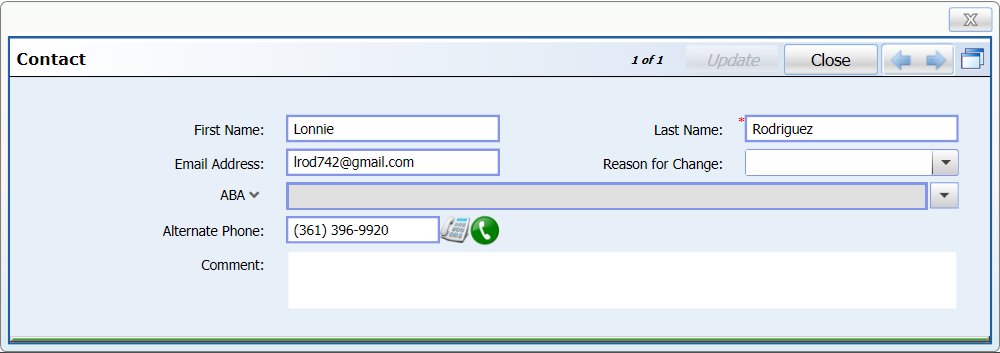 X
Contact 1 of 1 Update Close
First Name: Lonnie Last Name: * Rodriguez
Email Address: lrod742@gmail.com Reason for Change:
ABA
Alternate Phone: (361) 396-9920
Comment: